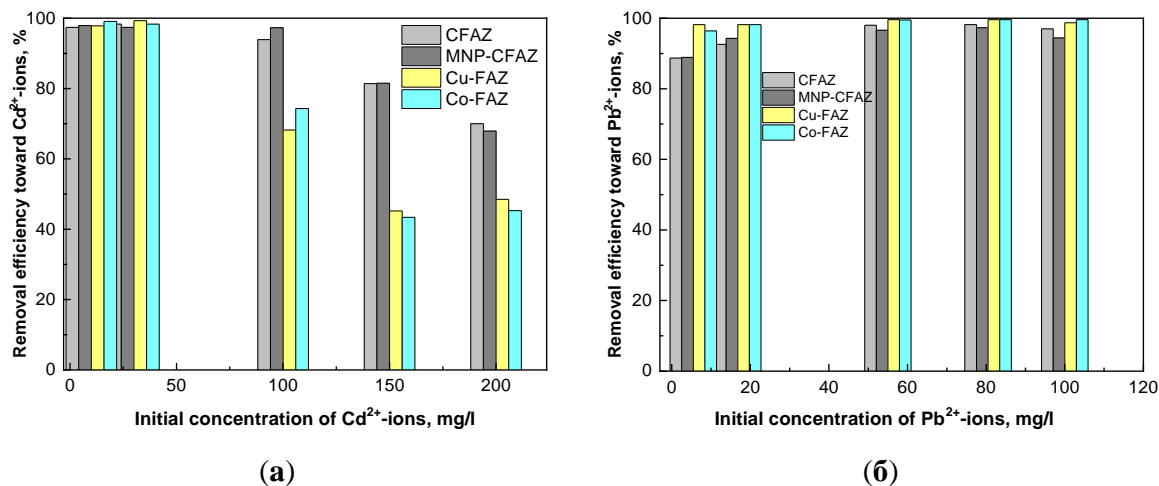 Removal efficiency toward Cd²⁺-ions, %
100
80
60
40
20
0
0 50 100 150 200
Initial concentration of Cd²⁺-ions, mg/l
CFAZ
MNP-CFAZ
Cu-FAZ
Co-FAZ
(а)
Removal efficiency toward Pb²⁺-ions, %
100
80
60
40
20
0
0 20 40 60 80 100 120
Initial concentration of Pb²⁺-ions, mg/l
CFAZ
MNP-CFAZ
Cu-FAZ
Co-FAZ
(б)